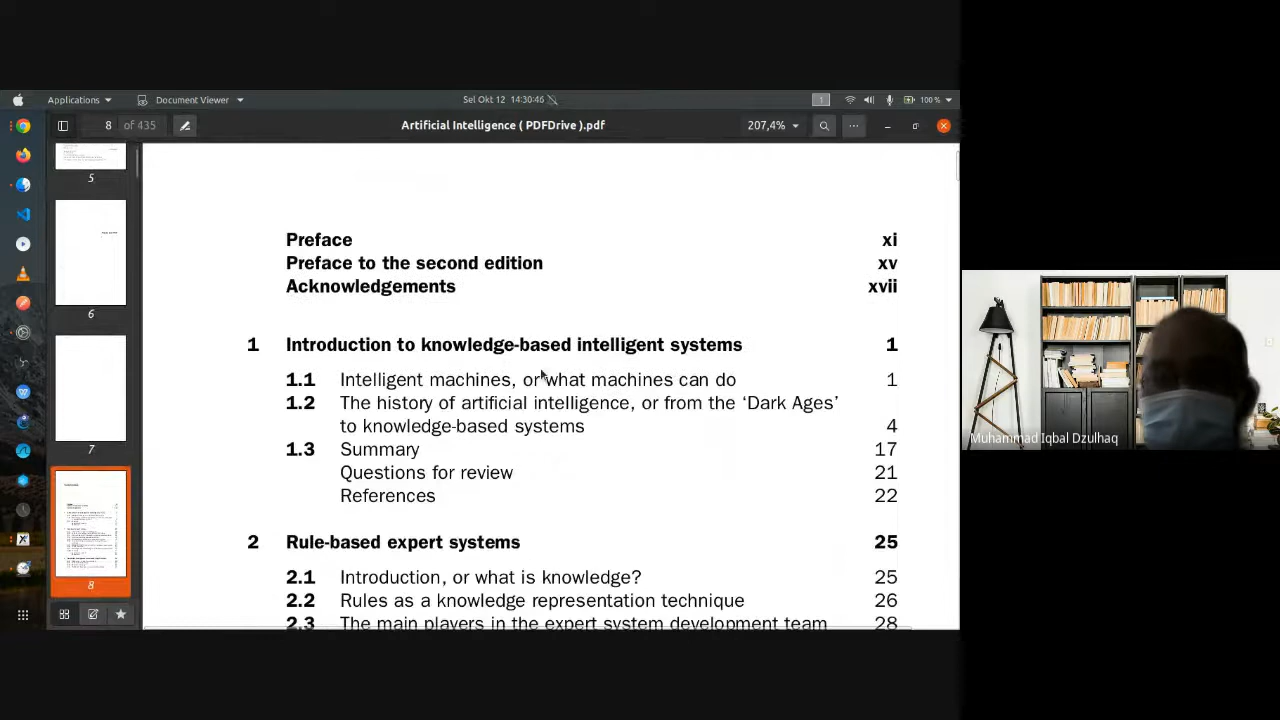 Applications
Document Viewer
Sel Okt 12 14:30:46
1
100 %
8 of 435
Artificial Intelligence ( PDFDrive ).pdf
207,4%
5
6
7
8
Preface xi
Preface to the second edition xv
Acknowledgements xvii
1 Introduction to knowledge-based intelligent systems 1
1.1 Intelligent machines, or what machines can do 1
1.2 The history of artificial intelligence, or from the ‘Dark Ages’
to knowledge-based systems 4
1.3 Summary 17
Questions for review 21
References 22
2 Rule-based expert systems 25
2.1 Introduction, or what is knowledge? 25
2.2 Rules as a knowledge representation technique 26
2.3 The main players in the expert system development team 28
Muhammad Iqbal Dzulhaq